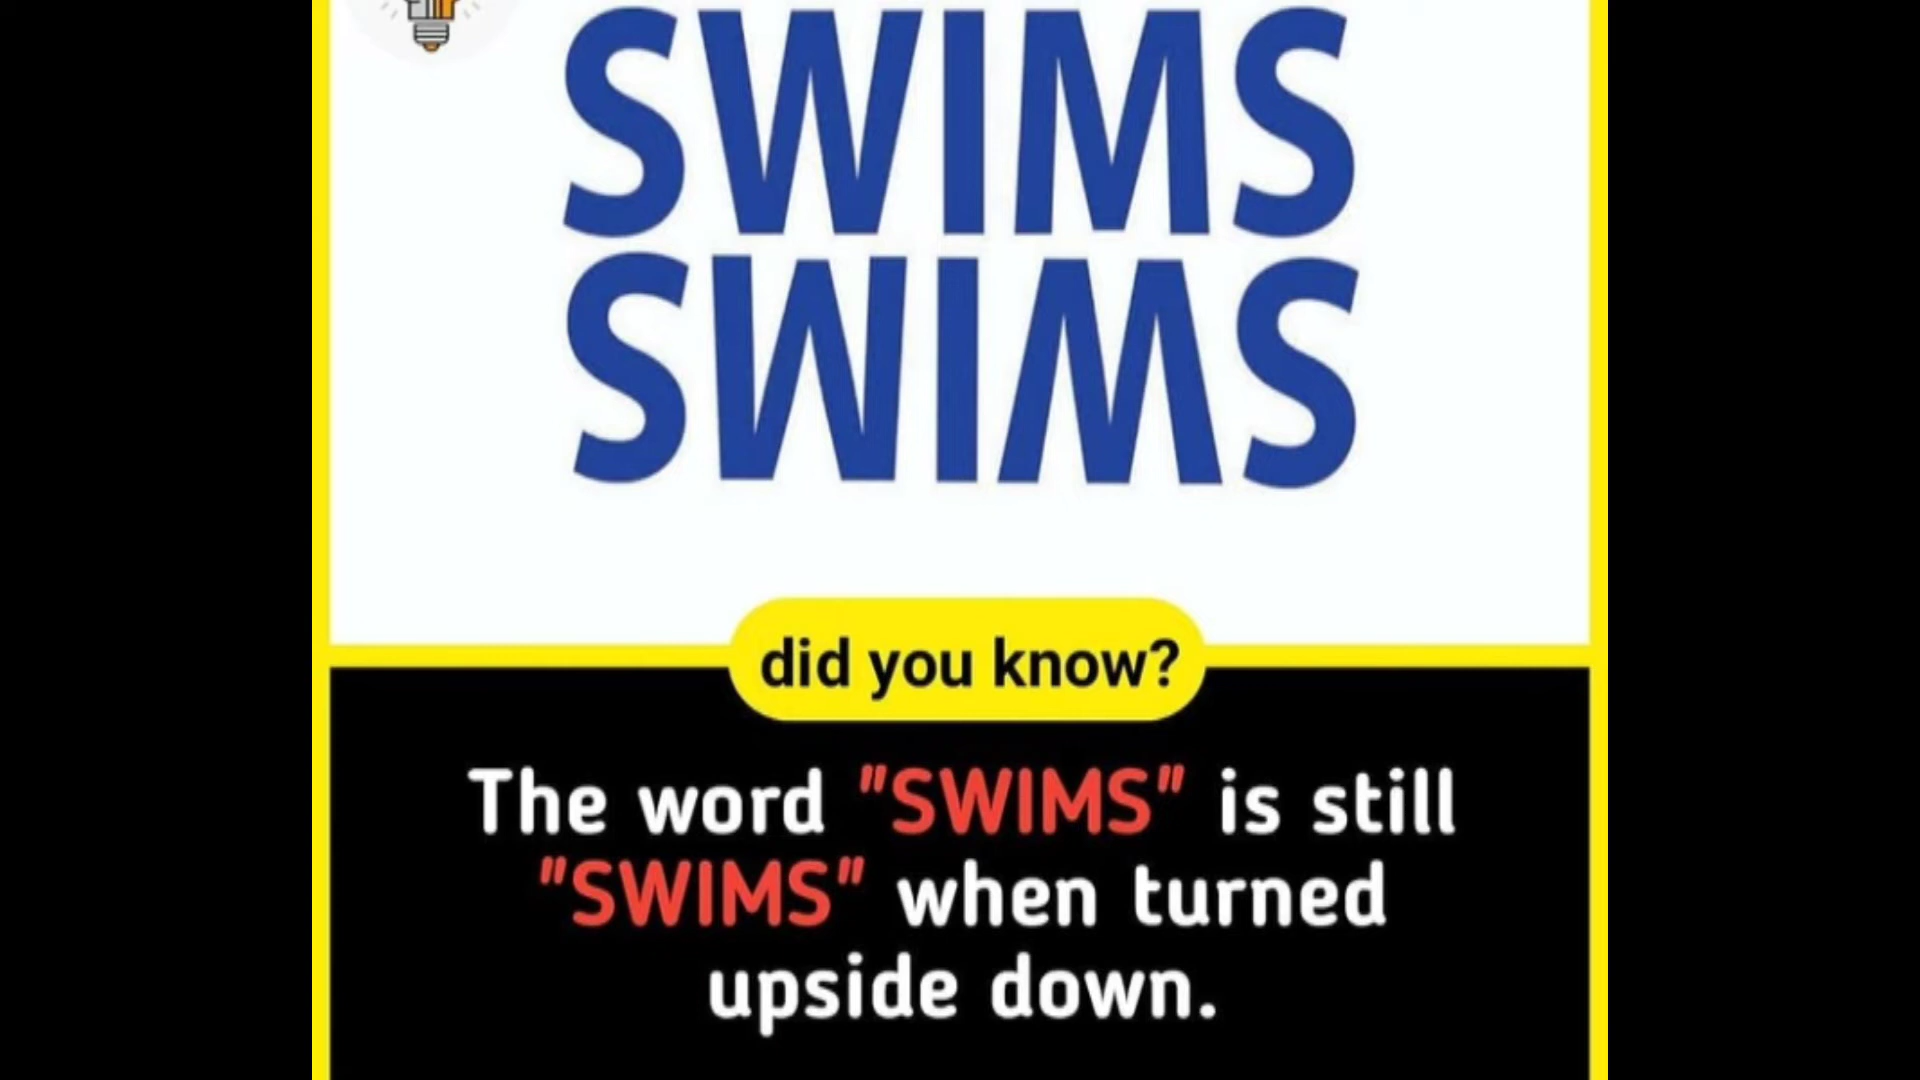 SWIMS
SWIMS
did you know?
The word "SWIMS" is still
"SWIMS" when turned
upside down.